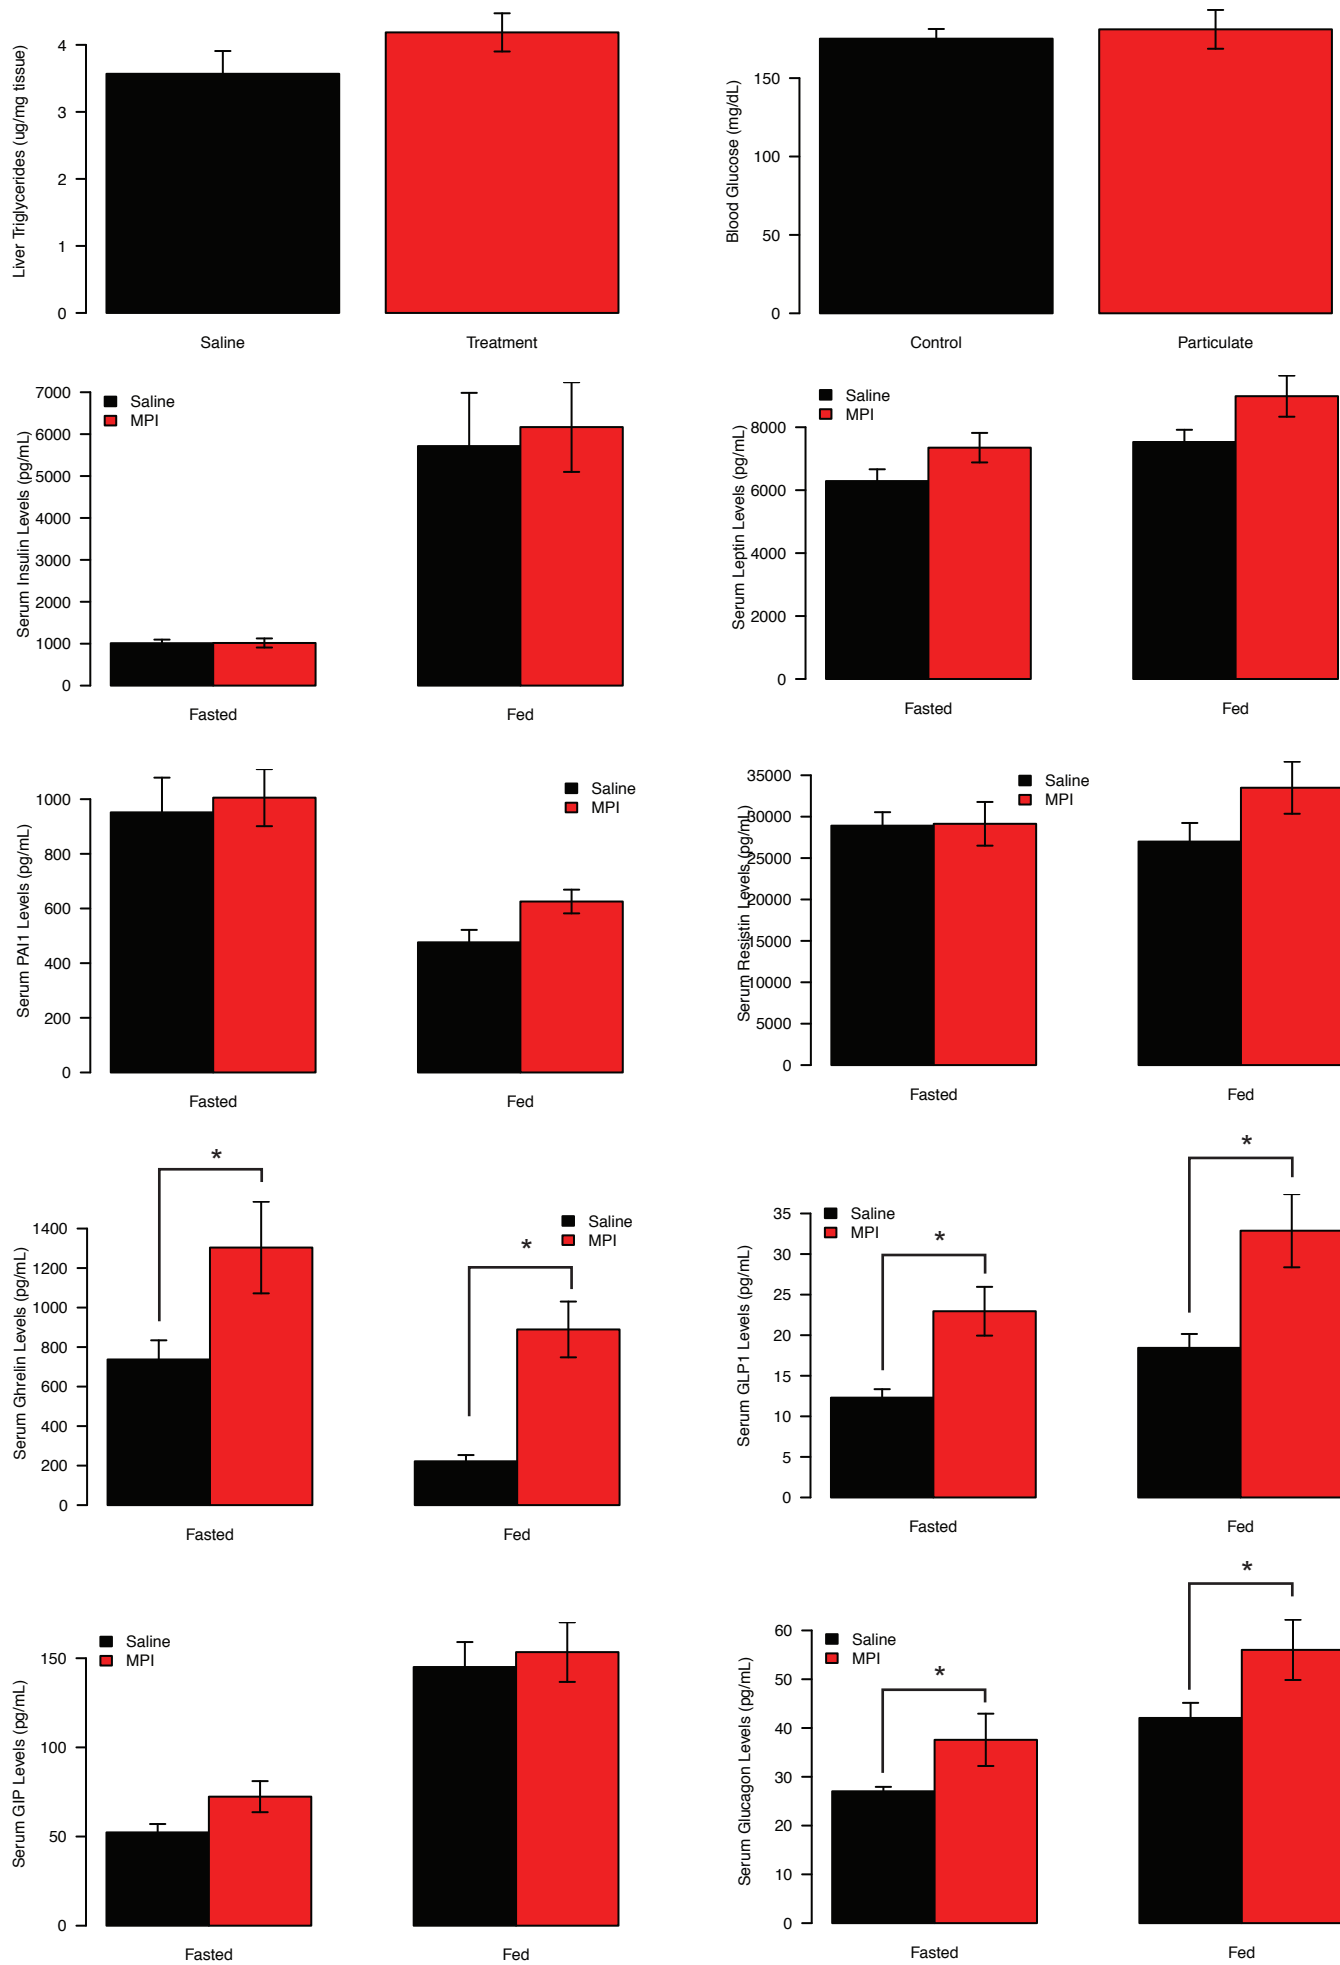 Liver Triglycerides (ug/mg tissue)
4
3
2
1
0
Saline
Treatment
Blood Glucose (mg/dL)
150
100
50
0
Control
Particulate
Serum Insulin Levels (pg/mL)
7000
6000
5000
4000
3000
2000
1000
0
Saline
MPI
Fasted
Fed
Serum Leptin Levels (pg/mL)
8000
6000
4000
2000
0
Saline
MPI
Fasted
Fed
Serum PAI1 Levels (pg/mL)
1000
800
600
400
200
0
Saline
MPI
Fasted
Fed
Serum Resistin Levels (pg/mL)
35000
30000
25000
20000
15000
10000
5000
0
Saline
MPI
Fasted
Fed
Serum Ghrelin Levels (pg/mL)
1400
1200
1000
800
600
400
200
0
*
*
Saline
MPI
Fasted
Fed
Serum GLP1 Levels (pg/mL)
35
30
25
20
15
10
5
0
Saline
MPI
*
*
Fasted
Fed
Serum GIP Levels (pg/mL)
150
100
50
0
Saline
MPI
Fasted
Fed
Serum Glucagon Levels (pg/mL)
60
50
40
30
20
10
0
Saline
MPI
*
*
Fasted
Fed